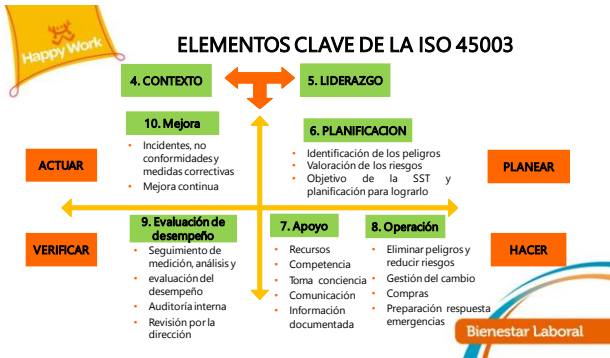 Happy Work
ELEMENTOS CLAVE DE LA ISO 45003
4. CONTEXTO
5. LIDERAZGO
10. Mejora
• Incidentes, no
conformidades y
medidas correctivas
• Mejora continua
6. PLANIFICACION
• Identificación de los peligros
• Valoración de los riesgos
• Objetivo de la SST y
planificación para lograrlo
ACTUAR
PLANEAR
9. Evaluación de
desempeño
• Seguimiento de
medición, análisis y
• evaluación del
desempeño
• Auditoría interna
• Revisión por la
dirección
7. Apoyo
• Recursos
• Competencia
• Toma conciencia
• Comunicación
• Información
documentada
8. Operación
• Eliminar peligros y
reducir riesgos
• Gestión del cambio
• Compras
• Preparación respuesta
emergencias
VERIFICAR
HACER
Bienestar Laboral